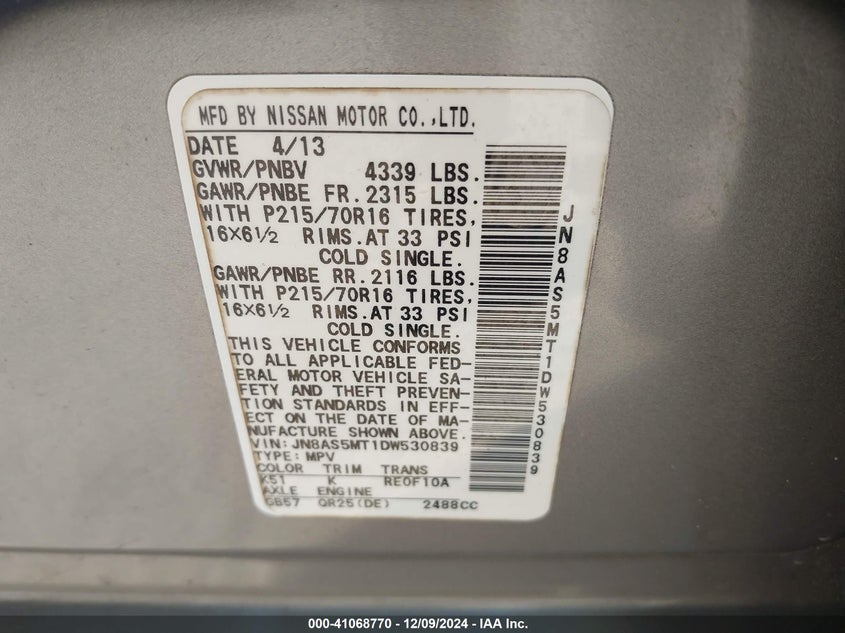 MFD BY NISSAN MOTOR CO.,LTD.
DATE 4/13
GVWR/PNBV 4339 LBS.
GAWR/PNBE FR. 2315 LBS.
WITH P215/70R16 TIRES,
16X6½ RIMS.AT 33 PSI
COLD SINGLE.
GAWR/PNBE RR. 2116 LBS.
WITH P215/70R16 TIRES,
16X6½ RIMS.AT 33 PSI
COLD SINGLE.
THIS VEHICLE CONFORMS
TO ALL APPLICABLE FED-
ERAL MOTOR VEHICLE SA-
FETY AND THEFT PREVEN-
TION STANDARDS IN EFF-
ECT ON THE DATE OF MA-
NUFACTURE SHOWN ABOVE.
VIN: JN8AS5MT1DW530839
TYPE: MPV
COLOR TRIM TRANS
K51 K RE0F10A
AXLE ENGINE
GB57 QR25(DE) 2488CC
JN8AS5MT1DW530839
000-41068770 - 12/09/2024 - IAA Inc.